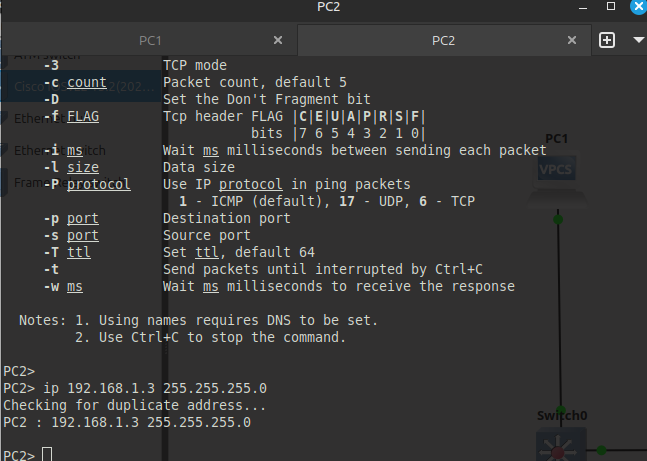 PC2
PC1
PC2
-3 TCP mode
-c count Packet count, default 5
-D Set the Don't Fragment bit
-f FLAG Tcp header FLAG |C|E|U|A|P|R|S|F|
bits |7 6 5 4 3 2 1 0|
-i ms Wait ms milliseconds between sending each packet
-l size Data size
-P protocol Use IP protocol in ping packets
1 - ICMP (default), 17 - UDP, 6 - TCP
-p port Destination port
-s port Source port
-T ttl Set ttl, default 64
-t Send packets until interrupted by Ctrl+C
-w ms Wait ms milliseconds to receive the response
Notes: 1. Using names requires DNS to be set.
2. Use Ctrl+C to stop the command.
PC2>
PC2> ip 192.168.1.3 255.255.255.0
Checking for duplicate address...
PC2 : 192.168.1.3 255.255.255.0
PC2>
PC1
VPCS
Switch0